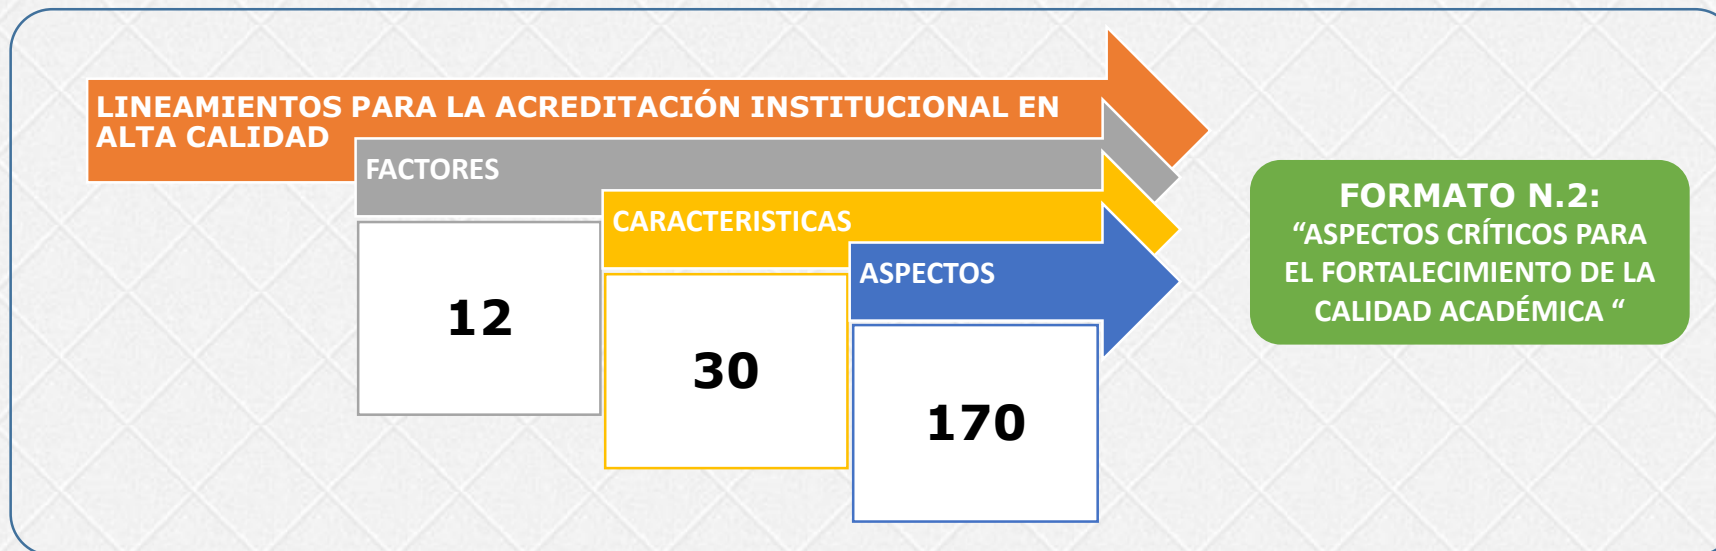 LINEAMIENTOS PARA LA ACREDITACIÓN INSTITUCIONAL EN
ALTA CALIDAD
FACTORES
CARACTERISTICAS
ASPECTOS
12
30
170
FORMATO N.2:
“ASPECTOS CRÍTICOS PARA
EL FORTALECIMIENTO DE LA
CALIDAD ACADÉMICA “